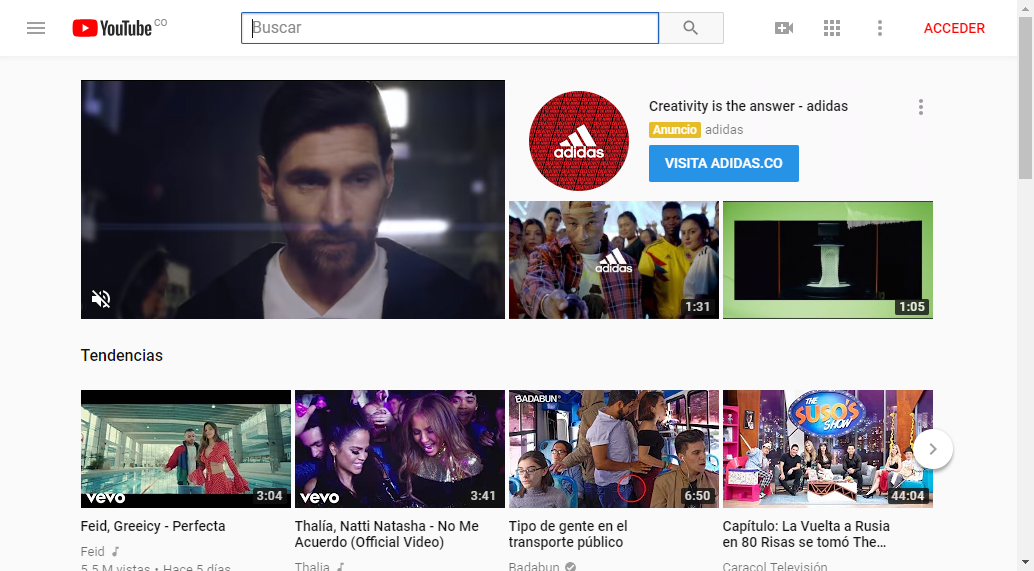 YouTube CO
Buscar
ACCEDER
Creativity is the answer - adidas
Anuncio adidas
VISITA ADIDAS.CO
adidas
adidas
1:31
1:05
Tendencias
vevo
3:04
vevo
3:41
BADABUN
6:50
THE
SUSO'S
SHOW
44:04
Feid, Greeicy - Perfecta
Feid
5.5 M vistas • Hace 5 días
Thalía, Natti Natasha - No Me
Acuerdo (Official Video)
Thalia
Tipo de gente en el
transporte público
Badabun
Capítulo: La Vuelta a Rusia
en 80 Risas se tomó The...
Caracol Televisión